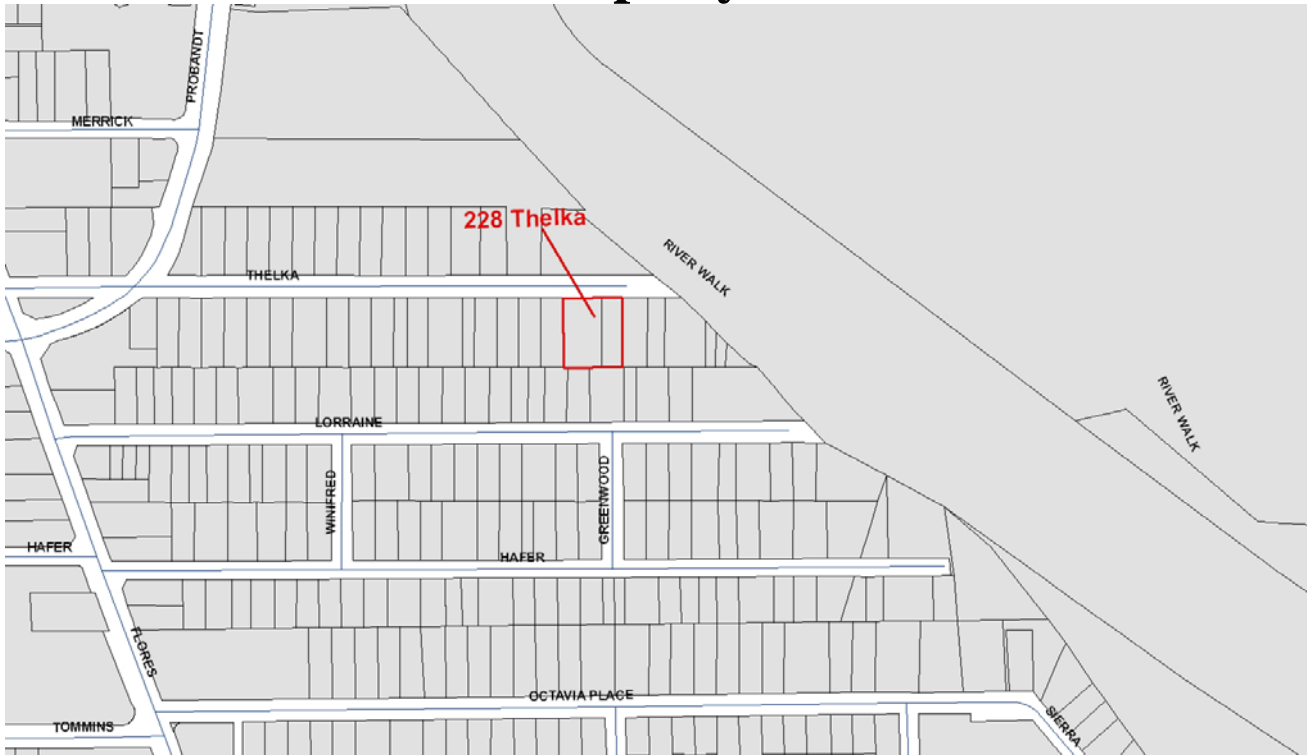 PROBANDT
MERRICK
228 Thelka
RIVER WALK
THELKA
RIVER WALK
LORRAINE
WINIFRED
GREENWOOD
HAFER
HAFER
FLORES
OCTAVIA PLACE
SIERRA
TOMMINS